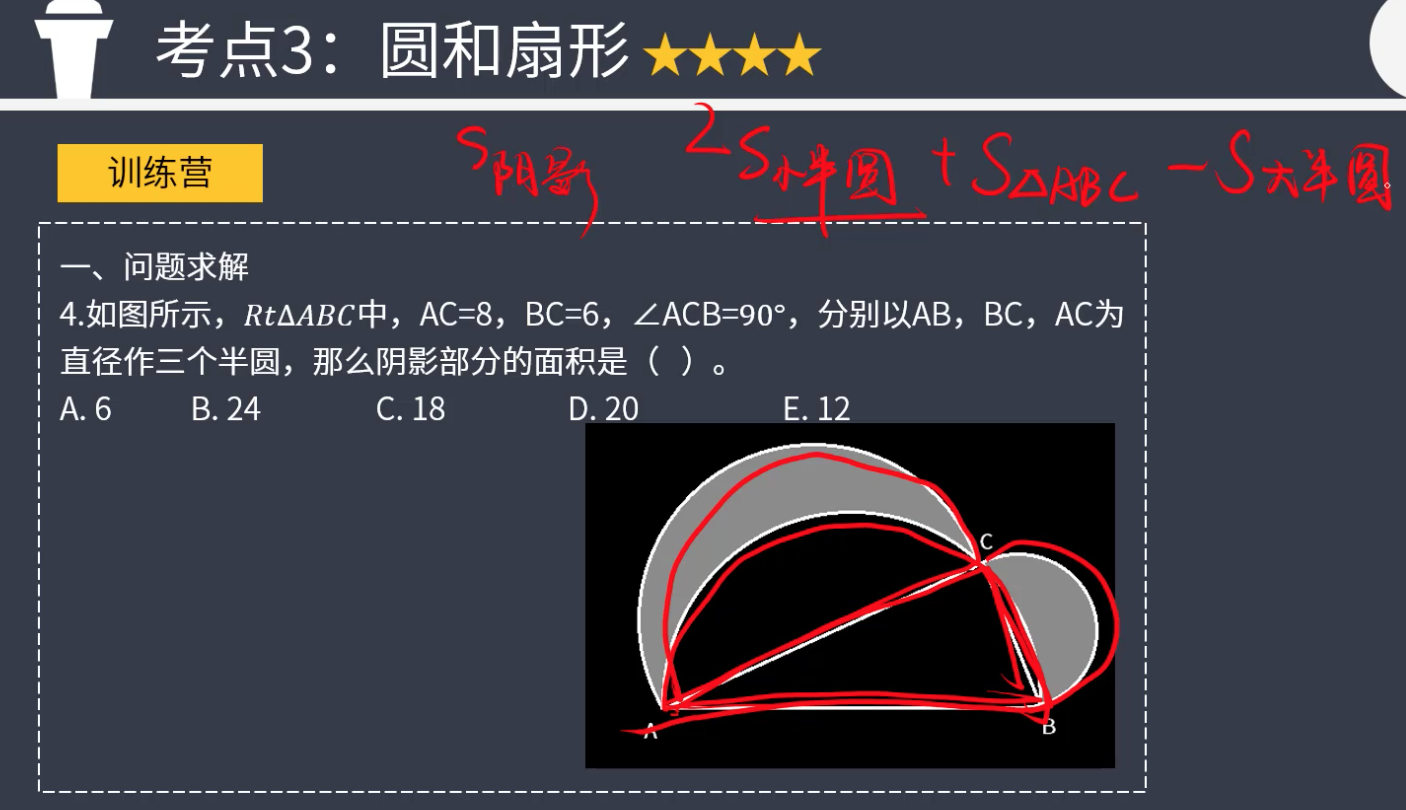 考点3：圆和扇形★★★★
S阴影 2S小半圆+S△ABC-S大半圆
训练营
一、问题求解
4.如图所示，RtΔABC中，AC=8，BC=6，∠ACB=90°，分别以AB，BC，AC为
直径作三个半圆，那么阴影部分的面积是（ ）。
A. 6 B. 24 C. 18 D. 20 E. 12
C
A
B